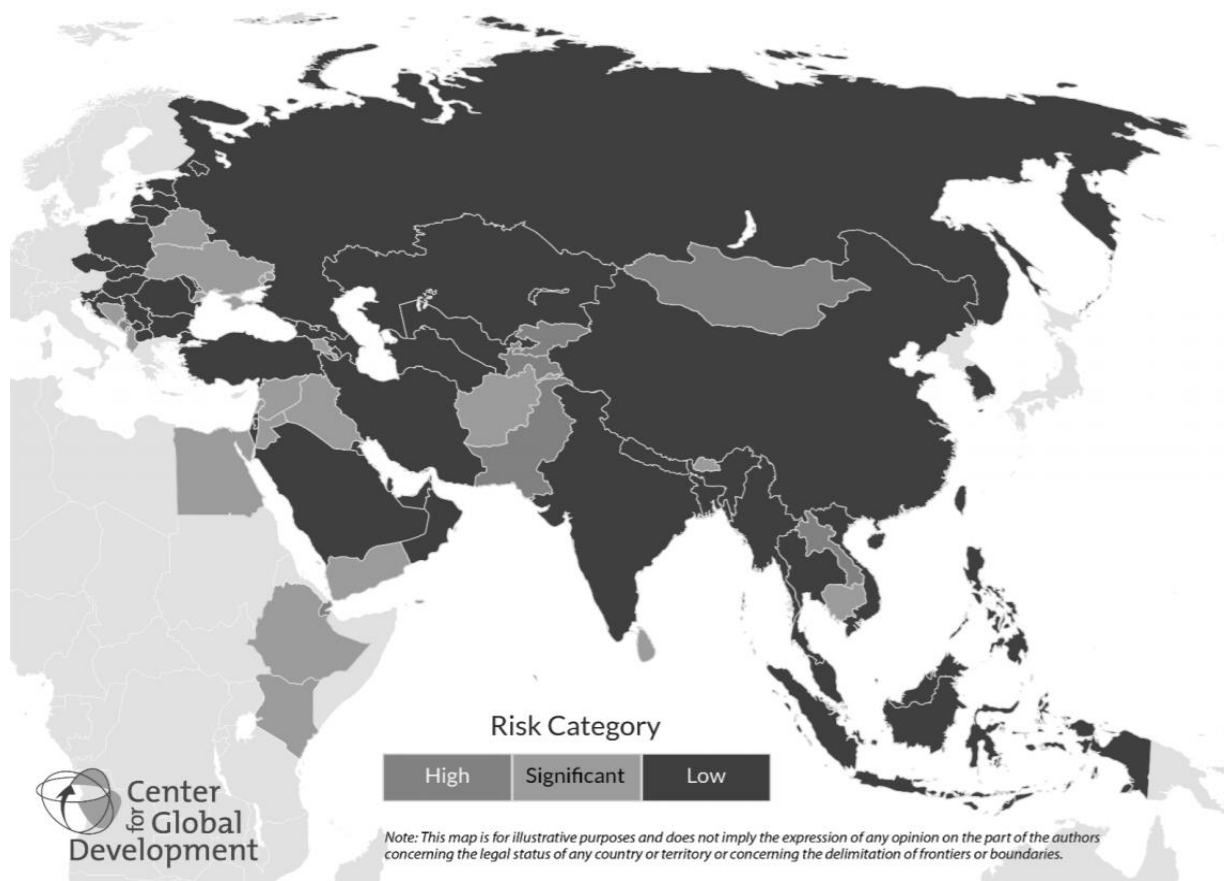 Risk Category
High Significant Low
Center
for Global
Development
Note: This map is for illustrative purposes and does not imply the expression of any opinion on the part of the authors
concerning the legal status of any country or territory or concerning the delimitation of frontiers or boundaries.